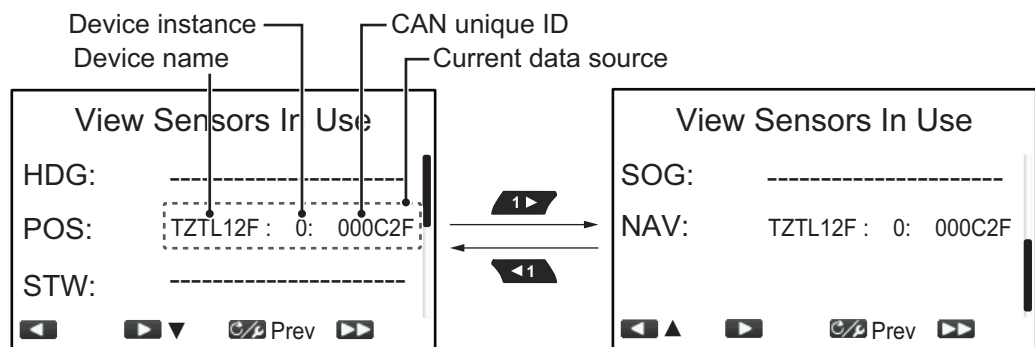 Device instance
CAN unique ID
Device name
Current data source
View Sensors In Use
HDG: -----------------------
POS: TZTL12F : 0: 000C2F
STW: -----------------------
Prev
1
1
View Sensors In Use
SOG: -----------------------
NAV: TZTL12F : 0: 000C2F
Prev